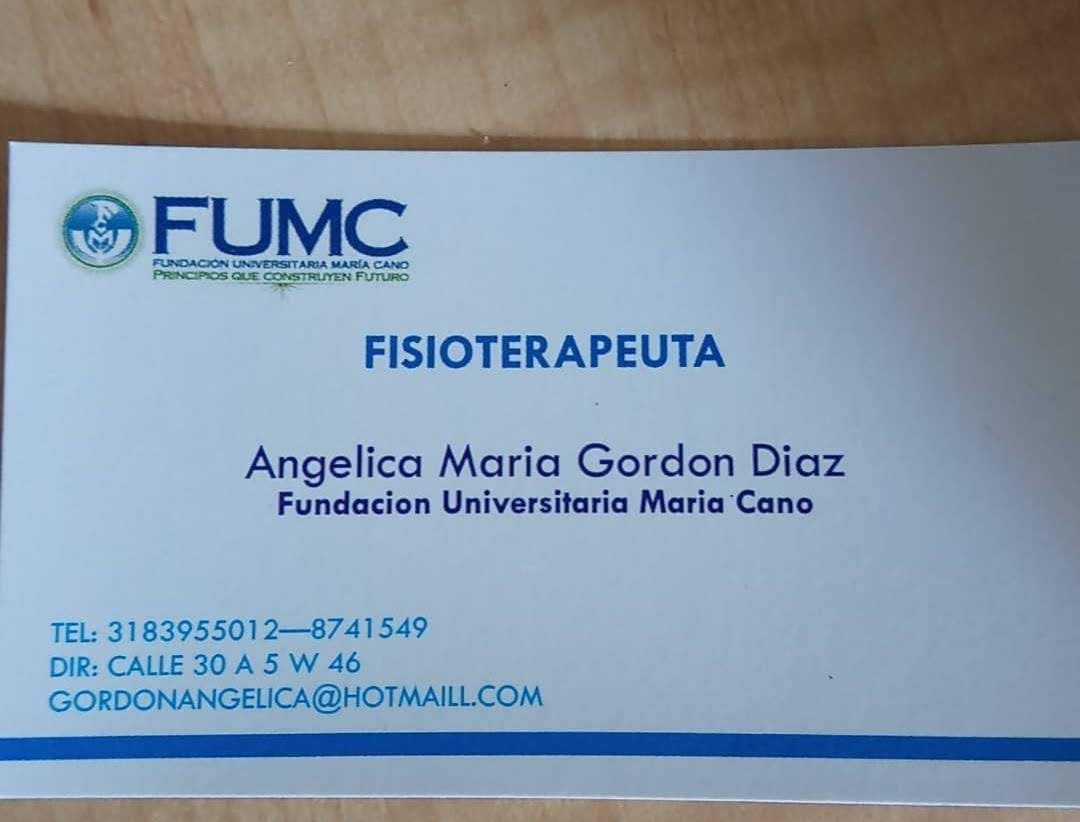 FUMC
FUNDACIÓN UNIVERSITARIA MARÍA CANO
PRINCIPIOS QUE CONSTRUYEN FUTURO
FISIOTERAPEUTA
Angelica Maria Gordon Diaz
Fundacion Universitaria Maria Cano
TEL: 3183955012—8741549
DIR: CALLE 30 A 5 W 46
GORDONANGELICA@HOTMAILL.COM